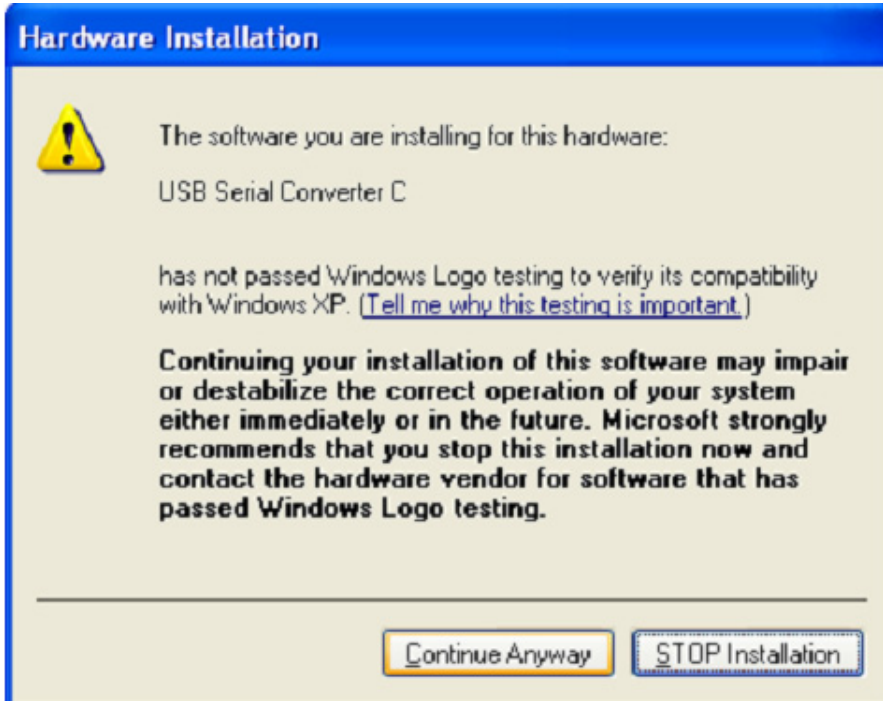 Hardware Installation
The software you are installing for this hardware:
USB Serial Converter C
has not passed Windows Logo testing to verify its compatibility
with Windows XP. (Tell me why this testing is important.)
Continuing your installation of this software may impair
or destabilize the correct operation of your system
either immediately or in the future. Microsoft strongly
recommends that you stop this installation now and
contact the hardware vendor for software that has
passed Windows Logo testing.
Continue Anyway
STOP Installation